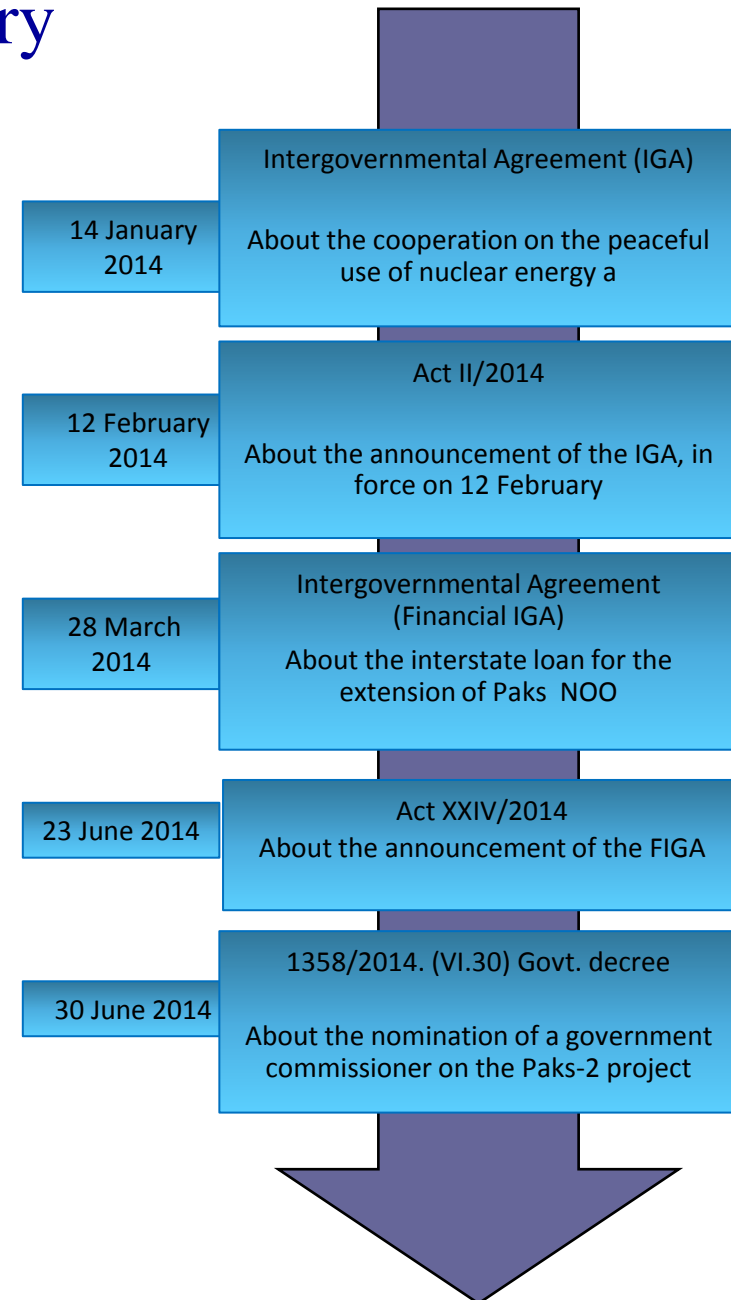 ry
Intergovernmental Agreement (IGA)
14 January
2014
About the cooperation on the peaceful
use of nuclear energy a
Act II/2014
12 February
2014
About the announcement of the IGA, in
force on 12 February
Intergovernmental Agreement
(Financial IGA)
28 March
2014
About the interstate loan for the
extension of Paks NOO
23 June 2014
Act XXIV/2014
About the announcement of the FIGA
1358/2014. (VI.30) Govt. decree
30 June 2014
About the nomination of a government
commissioner on the Paks-2 project